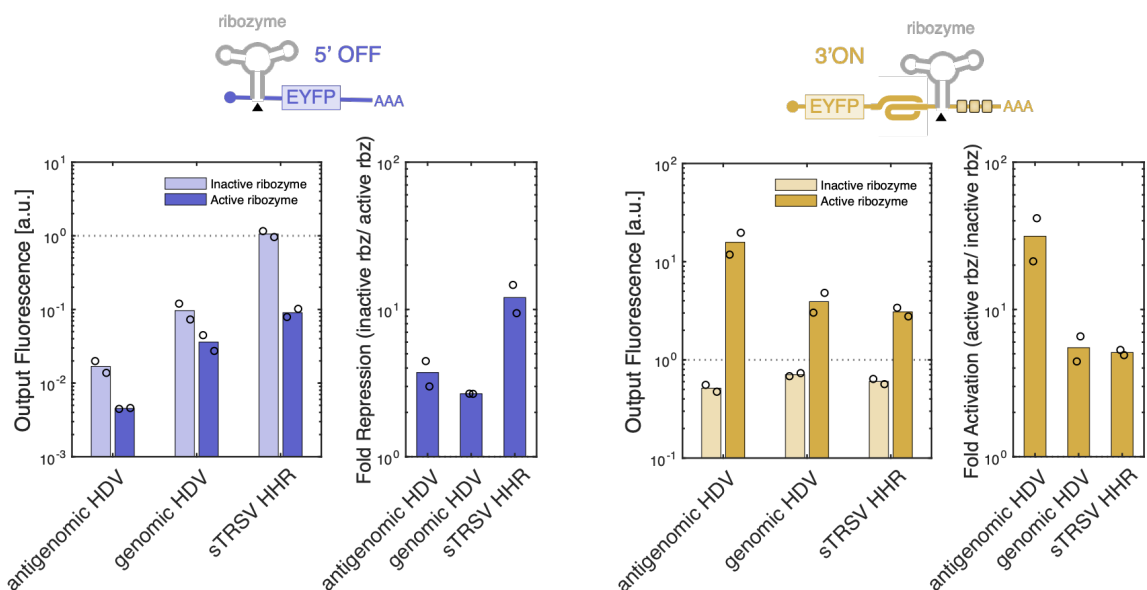 ribozyme
5' OFF
EYFP
AAA
ribozyme
3'ON
EYFP
AAA
Output Fluorescence [a.u.]
10^1
10^0
10^-1
10^-2
10^-3
Inactive ribozyme
Active ribozyme
antigenomic HDV
genomic HDV
sTRSV HHR
Fold Repression (inactive rbz/ active rbz)
10^2
10^1
10^0
antigenomic HDV
genomic HDV
sTRSV HHR
Output Fluorescence [a.u.]
10^2
10^1
10^0
10^-1
Inactive ribozyme
Active ribozyme
antigenomic HDV
genomic HDV
sTRSV HHR
Fold Activation (active rbz/ inactive rbz)
10^2
10^1
10^0
antigenomic HDV
genomic HDV
sTRSV HHR